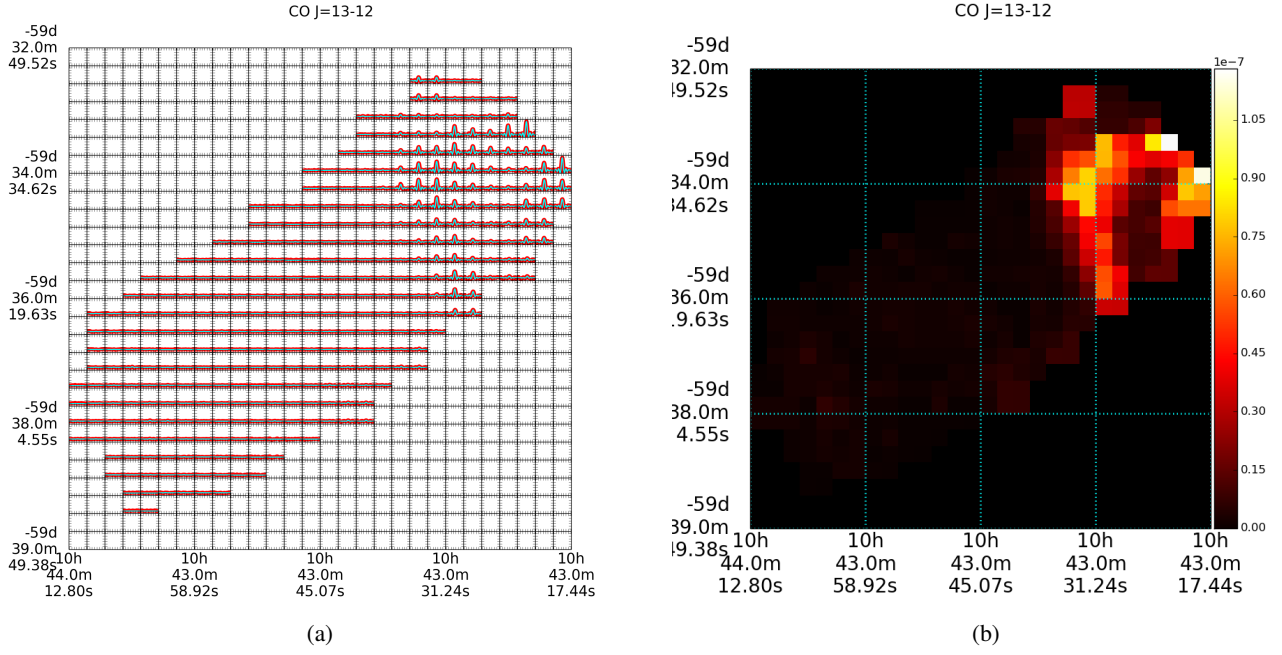 CO J=13-12
-59d
32.0m
49.52s
-59d
34.0m
34.62s
-59d
36.0m
19.63s
-59d
38.0m
4.55s
-59d
39.0m
49.38s
10h 10h 10h 10h 10h
44.0m 43.0m 43.0m 43.0m 43.0m
12.80s 58.92s 45.07s 31.24s 17.44s
(a)
CO J=13-12
-59d
32.0m
49.52s
-59d
34.0m
34.62s
-59d
36.0m
19.63s
-59d
38.0m
4.55s
-59d
39.0m
49.38s
1e-7
1.05
0.90
0.75
0.60
0.45
0.30
0.15
0.00
10h 10h 10h 10h 10h
44.0m 43.0m 43.0m 43.0m 43.0m
12.80s 58.92s 45.07s 31.24s 17.44s
(b)